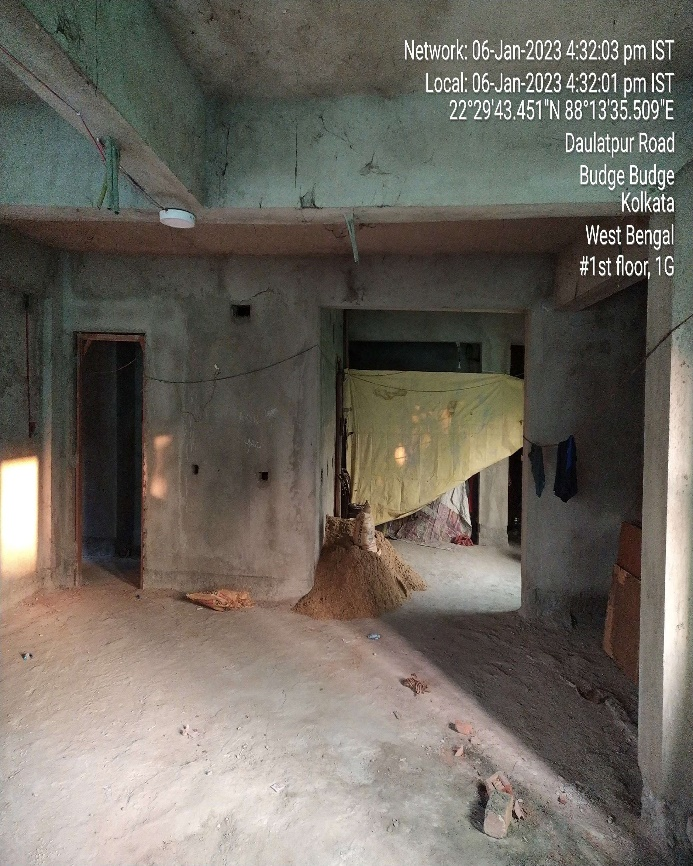 Network: 06-Jan-2023 4:32:03 pm IST
Local: 06-Jan-2023 4:32:01 pm IST
22°29'43.451"N 88°13'35.509"E
Daulatpur Road
Budge Budge
Kolkata
West Bengal
#1st floor, 1G